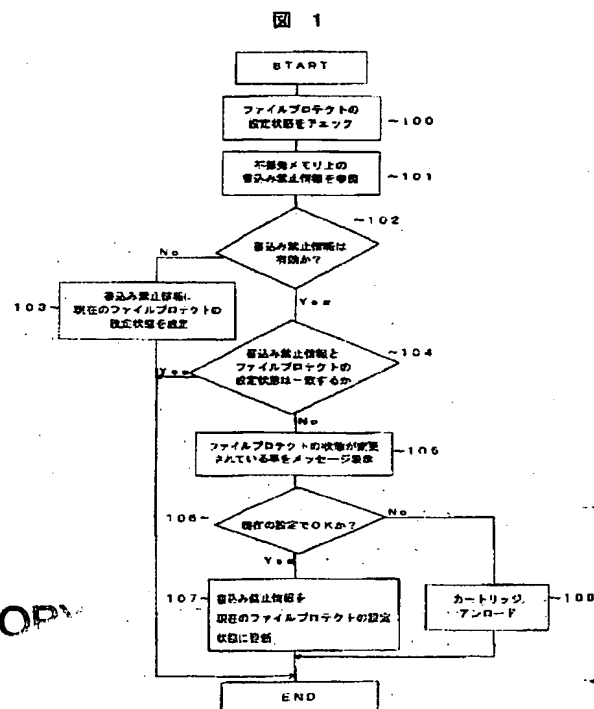 図 1
START
ファイルプロテクトの
設定状態をチェック
~100
不揮発メモリ上の
書込み禁止情報を参照
~101
~102
書込み禁止情報は
有効か?
No
Yes
103~
書込み禁止情報に
現在のファイルプロテクトの
設定状態を設定
~104
書込み禁止情報と
ファイルプロテクトの
設定状態は一致するか
Yes
No
ファイルプロテクトの状態が変更
されている事をメッセージ表示
~105
106~
現在の設定でOKか?
No
Yes
107~
書込み禁止情報を
現在のファイルプロテクトの設定
状態に更新
カートリッジ
アンロード
~108
OPY
END